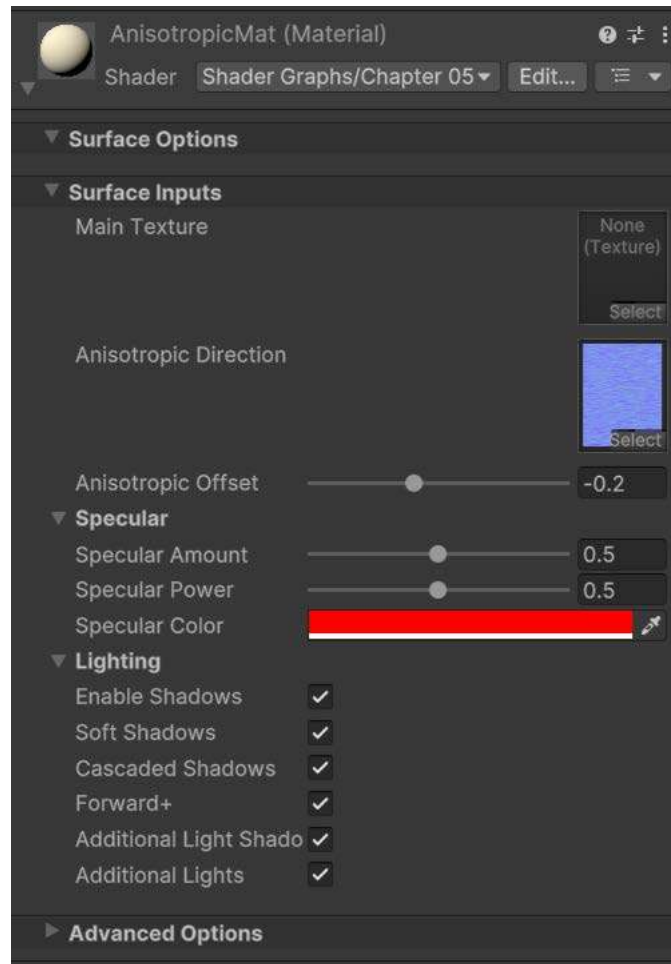 AnisotropicMat (Material)
Shader Shader Graphs/Chapter 05 Edit...
Surface Options
Surface Inputs
Main Texture
None
(Texture)
Select
Anisotropic Direction
Select
Anisotropic Offset -0.2
Specular
Specular Amount 0.5
Specular Power 0.5
Specular Color
Lighting
Enable Shadows
Soft Shadows
Cascaded Shadows
Forward+
Additional Light Shado
Additional Lights
Advanced Options